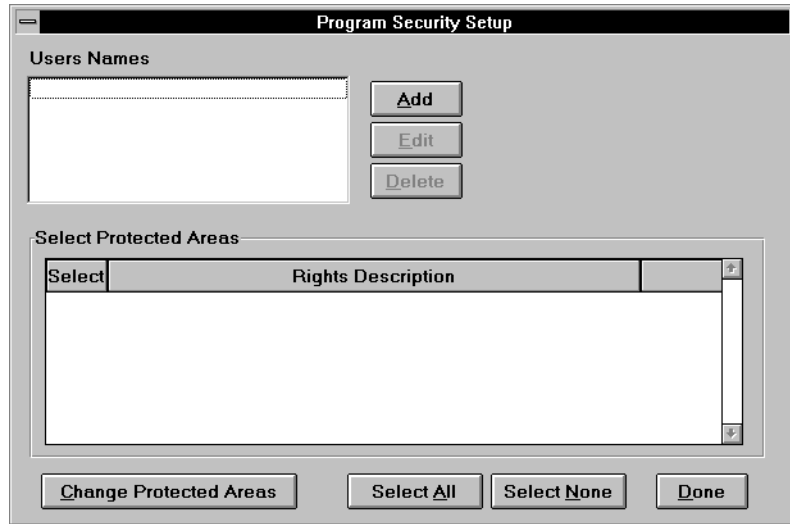 Program Security Setup
Users Names
Add
Edit
Delete
Select Protected Areas
Select Rights Description
Change Protected Areas Select All Select None Done